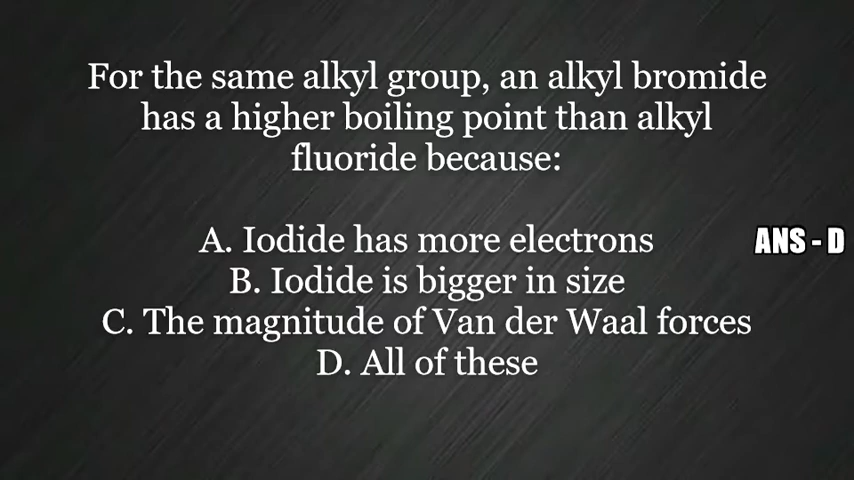 For the same alkyl group, an alkyl bromide
has a higher boiling point than alkyl
fluoride because:
A. Iodide has more electrons
ANS - D
B. Iodide is bigger in size
C. The magnitude of Van der Waal forces
D. All of these